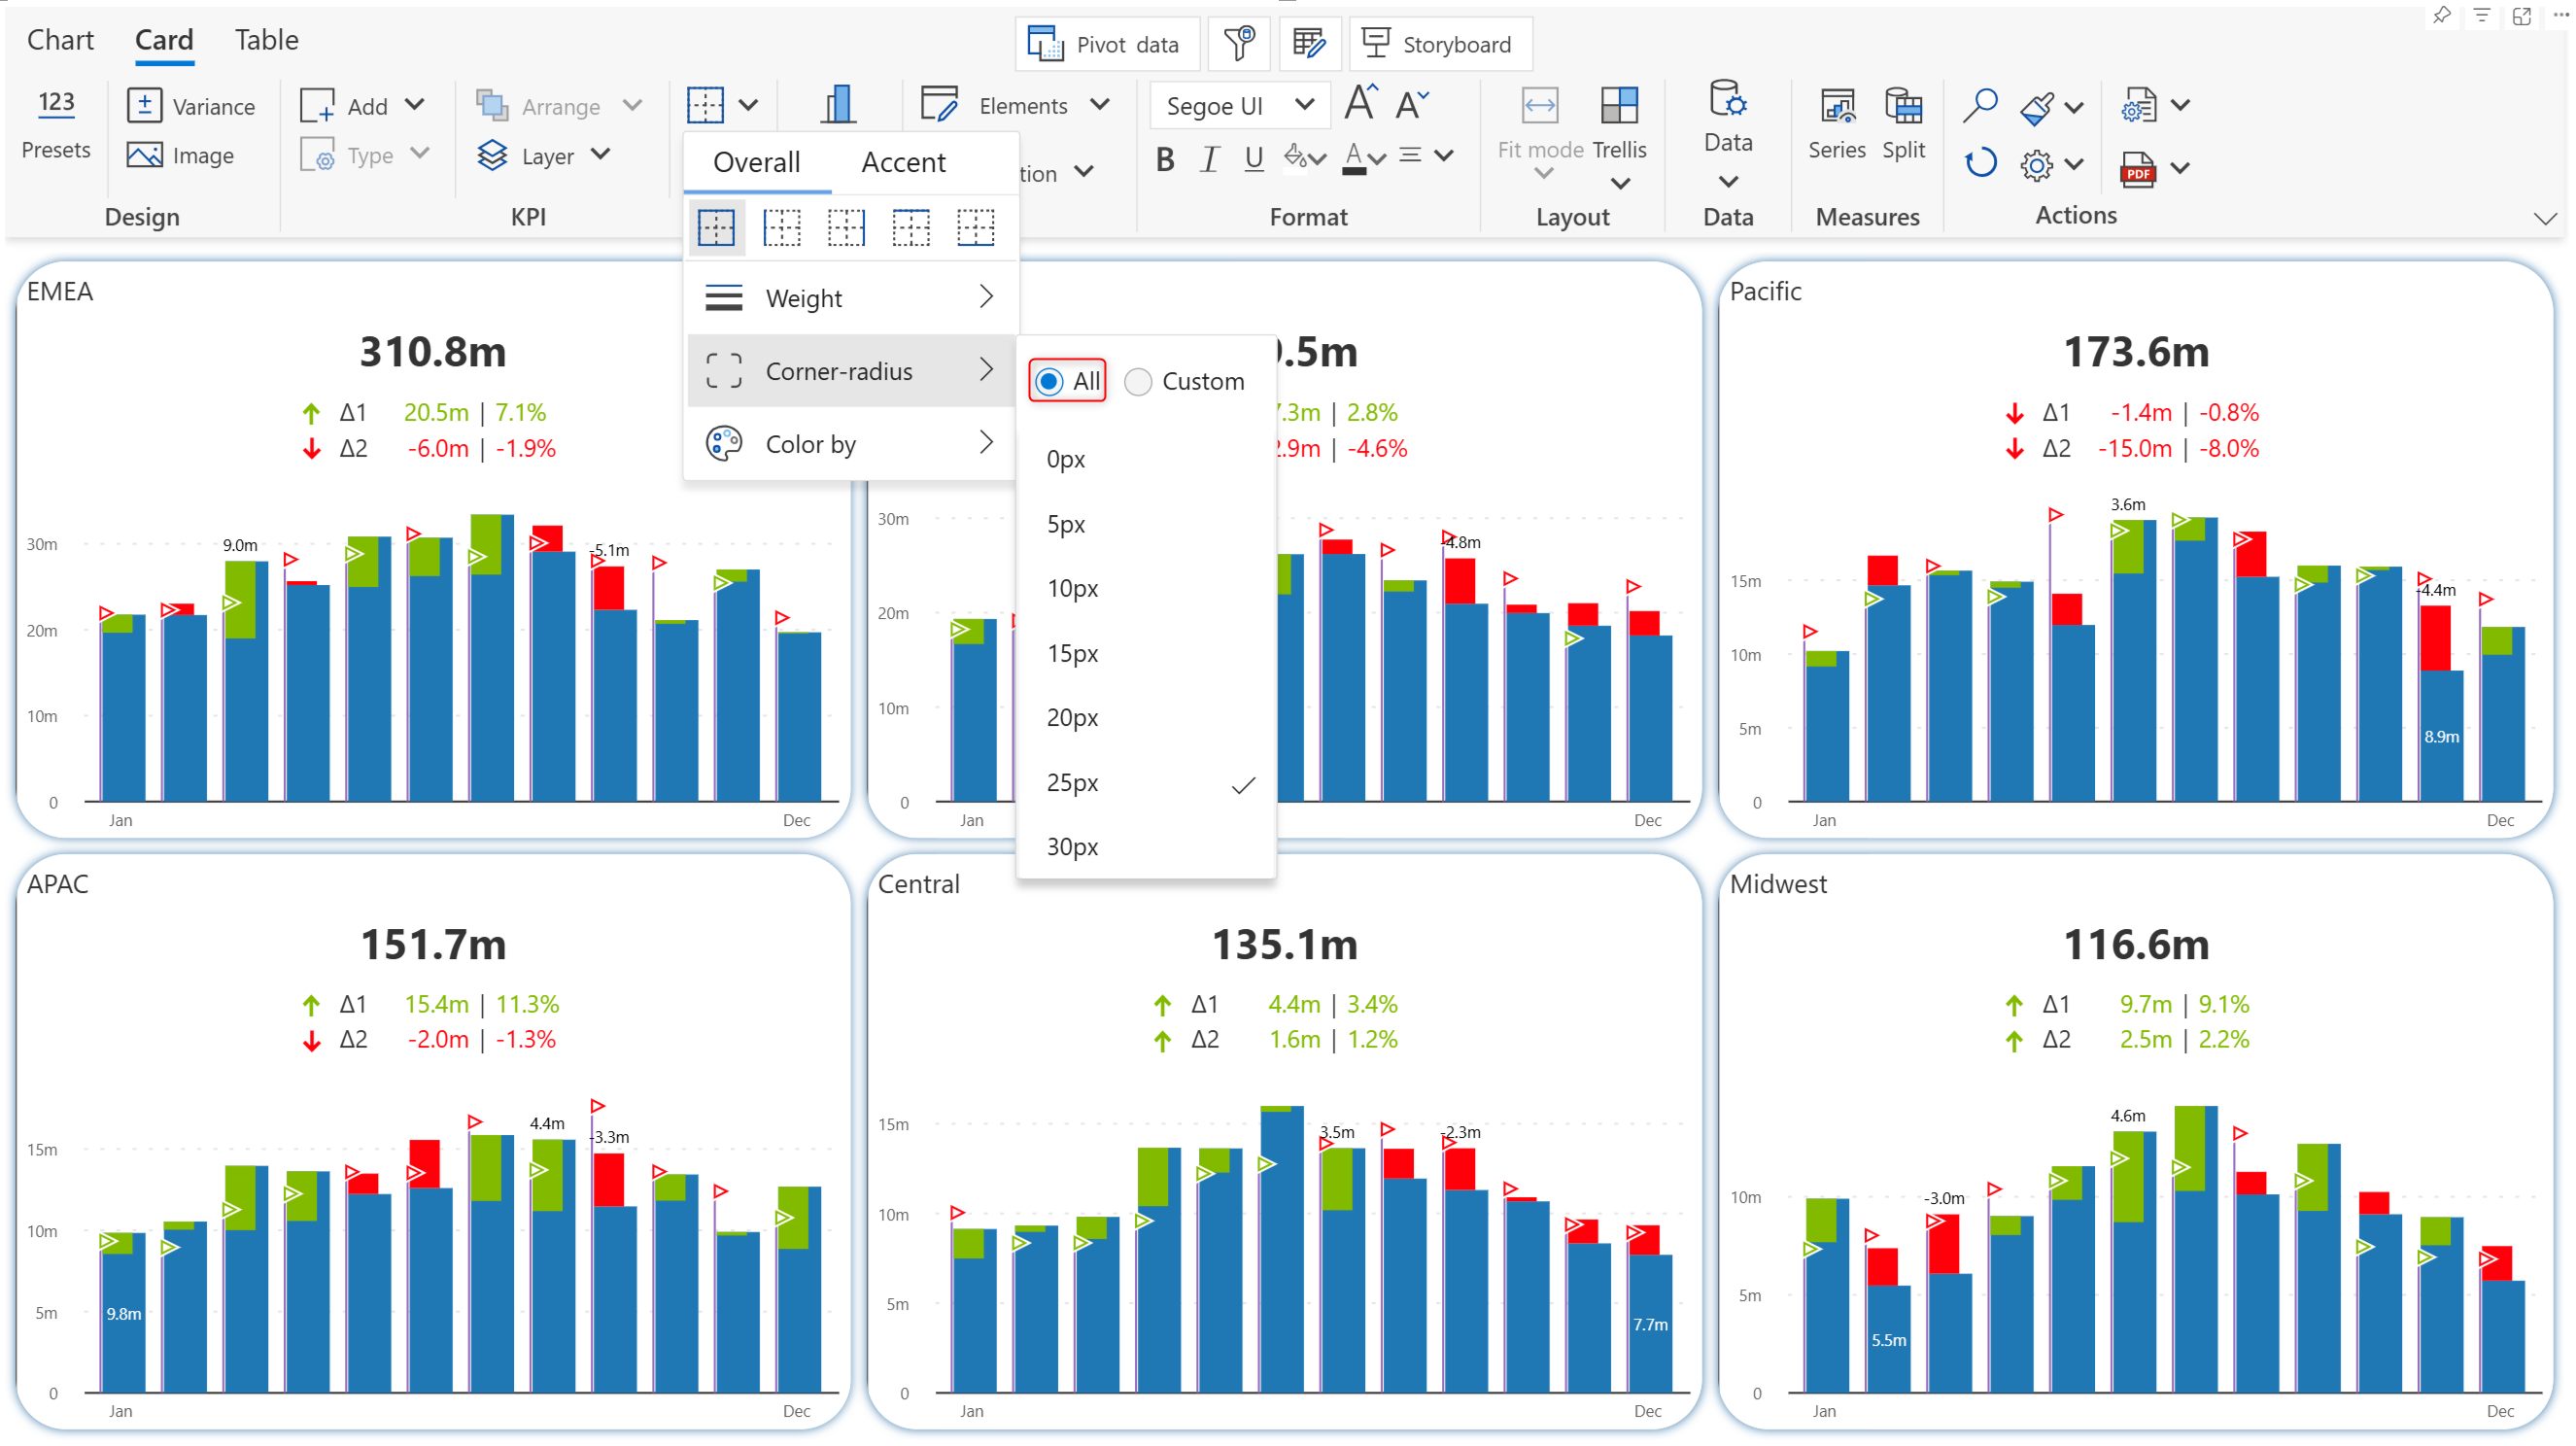 Chart Card Table
Pivot data
Storyboard
123
Presets
Variance
Image
Design
Add
Type
Arrange
Layer
KPI
Elements
tion
Segoe UI
A A
B I U A
Format
Fit mode
Trellis
Layout
Data
Data
Series
Split
Measures
PDF
Actions
Overall Accent
Weight
Corner-radius
Color by
All Custom
0px
5px
10px
15px
20px
25px
30px
EMEA
310.8m
Δ1 20.5m | 7.1%
Δ2 -6.0m | -1.9%
30m
20m
10m
0
9.0m
-5.1m
Jan Dec
.5m
.3m | 2.8%
2.9m | -4.6%
30m
20m
10m
0
-4.8m
Jan Dec
Pacific
173.6m
Δ1 -1.4m | -0.8%
Δ2 -15.0m | -8.0%
15m
10m
5m
0
3.6m
-4.4m
8.9m
Jan Dec
APAC
151.7m
Δ1 15.4m | 11.3%
Δ2 -2.0m | -1.3%
15m
10m
5m
0
4.4m
-3.3m
9.8m
Jan Dec
Central
135.1m
Δ1 4.4m | 3.4%
Δ2 1.6m | 1.2%
15m
10m
5m
0
3.5m
-2.3m
7.7m
Jan Dec
Midwest
116.6m
Δ1 9.7m | 9.1%
Δ2 2.5m | 2.2%
10m
5m
0
-3.0m
4.6m
5.5m
Jan Dec